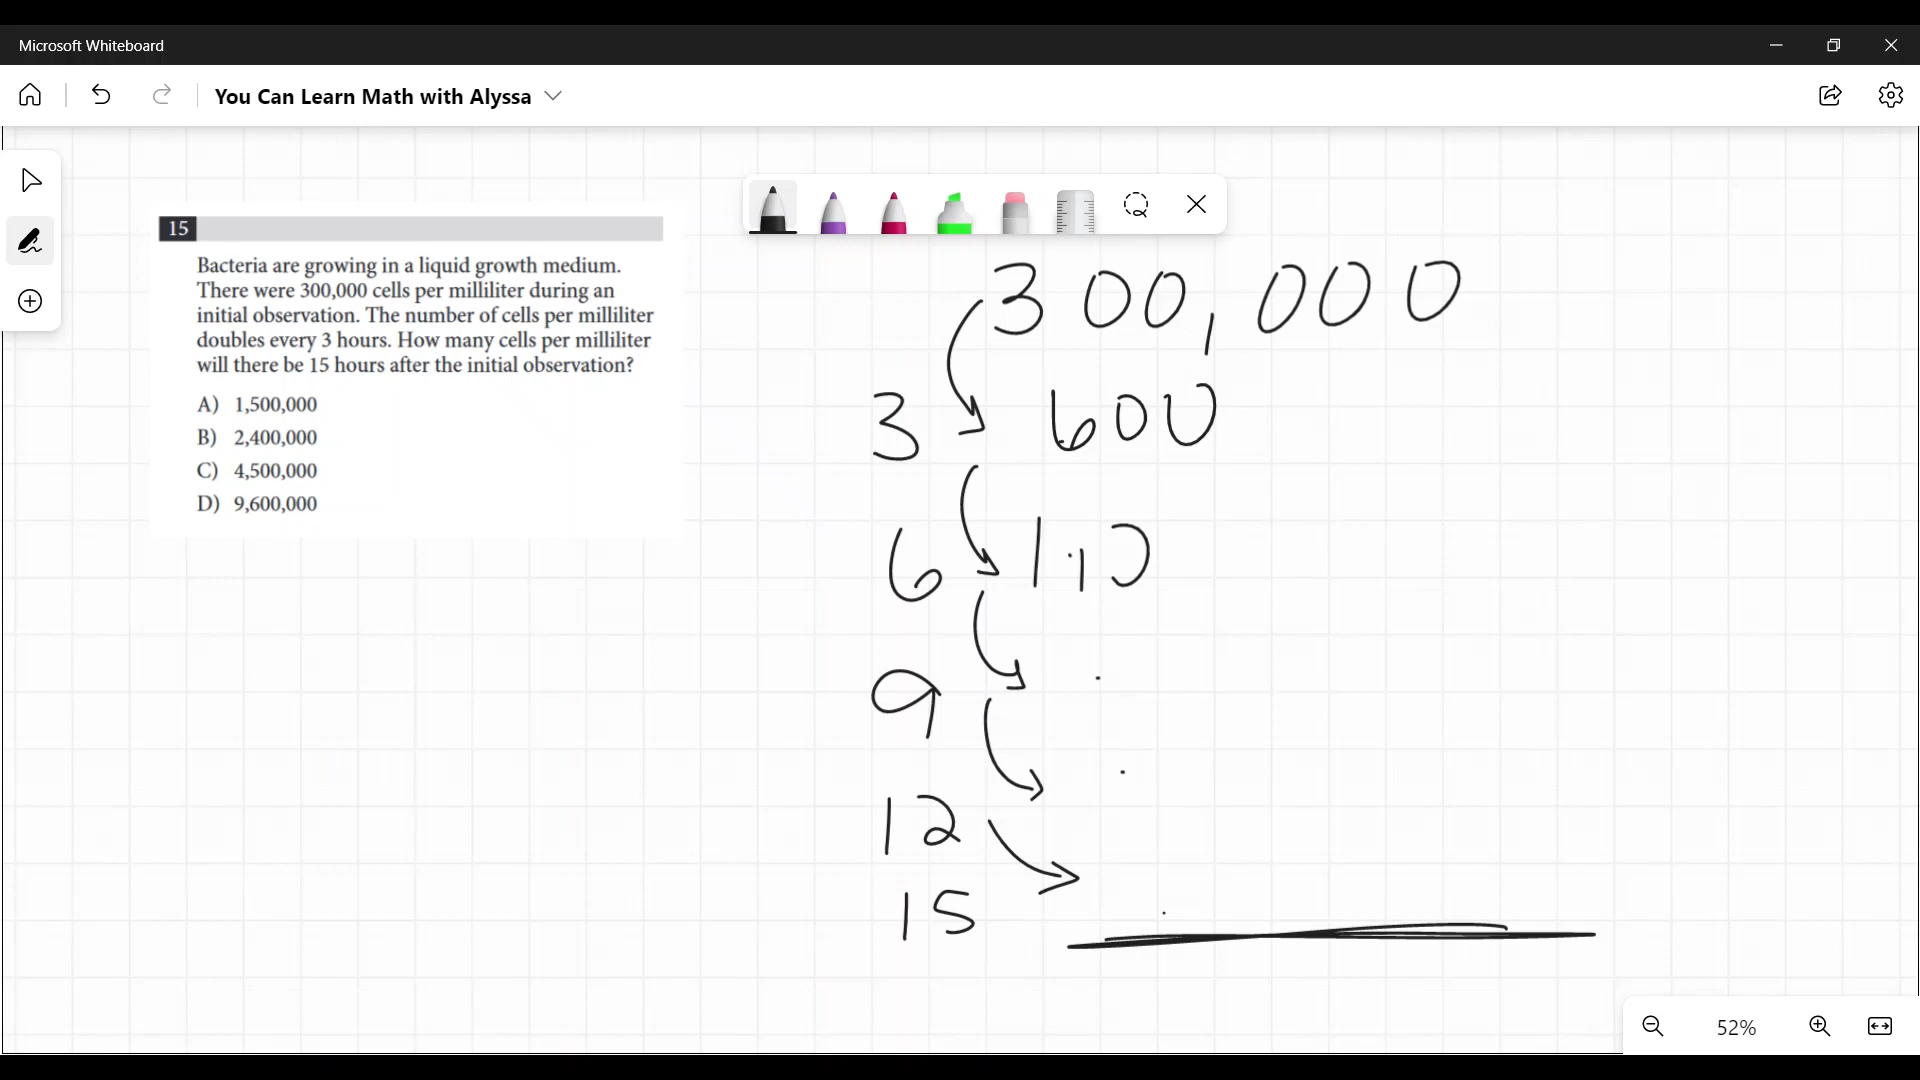 Microsoft Whiteboard
You Can Learn Math with Alyssa
15
Bacteria are growing in a liquid growth medium.
There were 300,000 cells per milliliter during an
initial observation. The number of cells per milliliter
doubles every 3 hours. How many cells per milliliter
will there be 15 hours after the initial observation?
A) 1,500,000
B) 2,400,000
C) 4,500,000
D) 9,600,000
300,000
3 600
6
9
12
15
52%